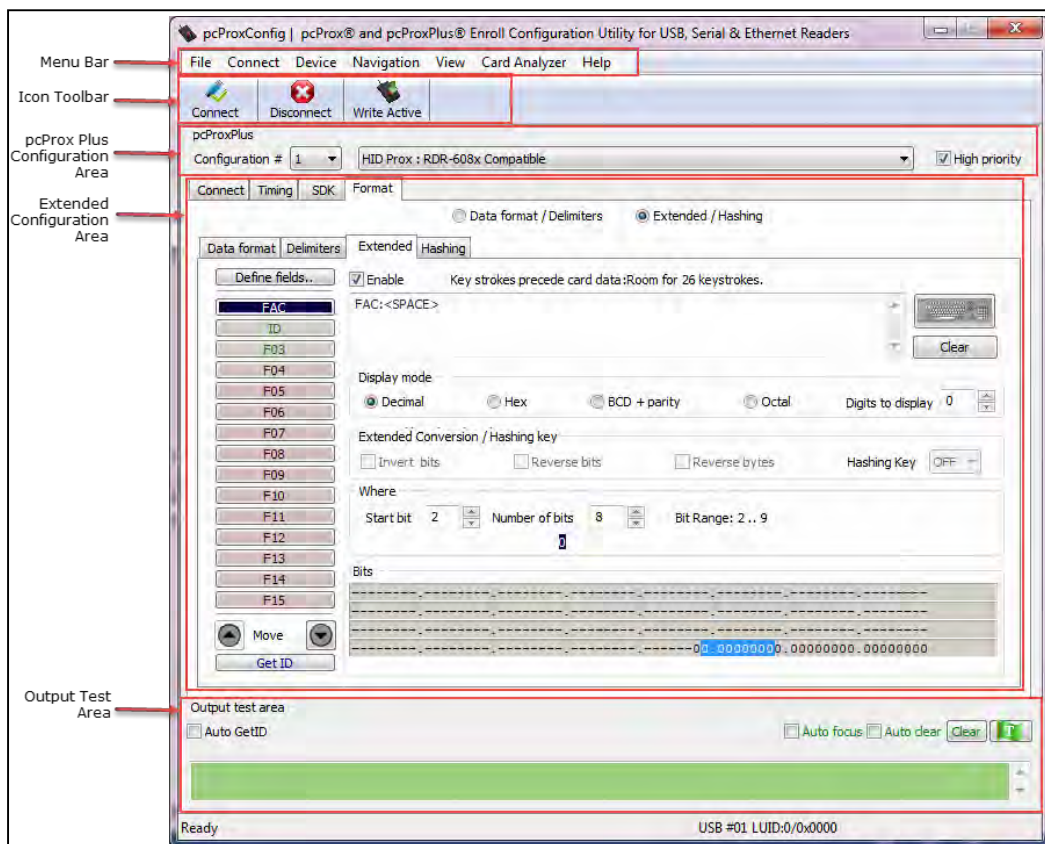 pcProxConfig | pcProx® and pcProxPlus® Enroll Configuration Utility for USB, Serial & Ethernet Readers
Menu Bar
File Connect Device Navigation View Card Analyzer Help
Icon Toolbar
Connect Disconnect Write Active
pcProx Plus
Configuration
Area
pcProxPlus
Configuration # 1 HID Prox : RDR-608x Compatible High priority
Extended
Configuration
Area
Connect Timing SDK Format
Data format / Delimiters Extended / Hashing
Data format Delimiters Extended Hashing
Define fields.. Enable Key strokes precede card data:Room for 26 keystrokes.
FAC FAC:<SPACE>
ID
F03 Clear
F04
Display mode
F05 Decimal Hex BCD + parity Octal Digits to display 0
F06
F07 Extended Conversion / Hashing key
F08 Invert bits Reverse bits Reverse bytes Hashing Key OFF
F09
F10 Where
F11 Start bit 2 Number of bits 8 Bit Range: 2 .. 9
F12 0
F13
F14 Bits
F15 --------.--------.--------.--------.--------.--------.--------.--------
--------.--------.--------.--------.--------.--------.--------.--------
Move --------.--------.--------.--------.--------.--------.--------.--------
--------.--------.--------.--------.------00.00000000.00000000.00000000
Get ID
Output Test
Area
Output test area
Auto GetID Auto focus Auto clear Clear T
Ready USB #01 LUID:0/0x0000